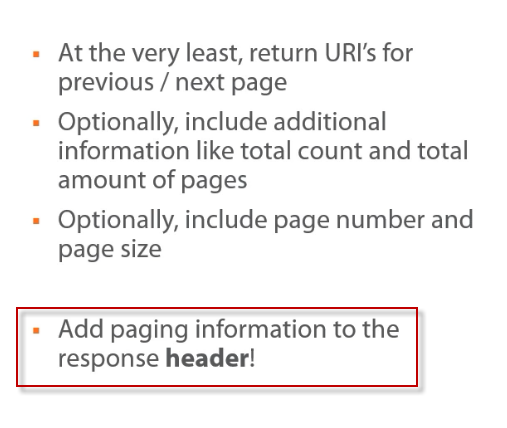 At the very least, return URI's for
previous / next page
Optionally, include additional
information like total count and total
amount of pages
Optionally, include page number and
page size
Add paging information to the
response header!